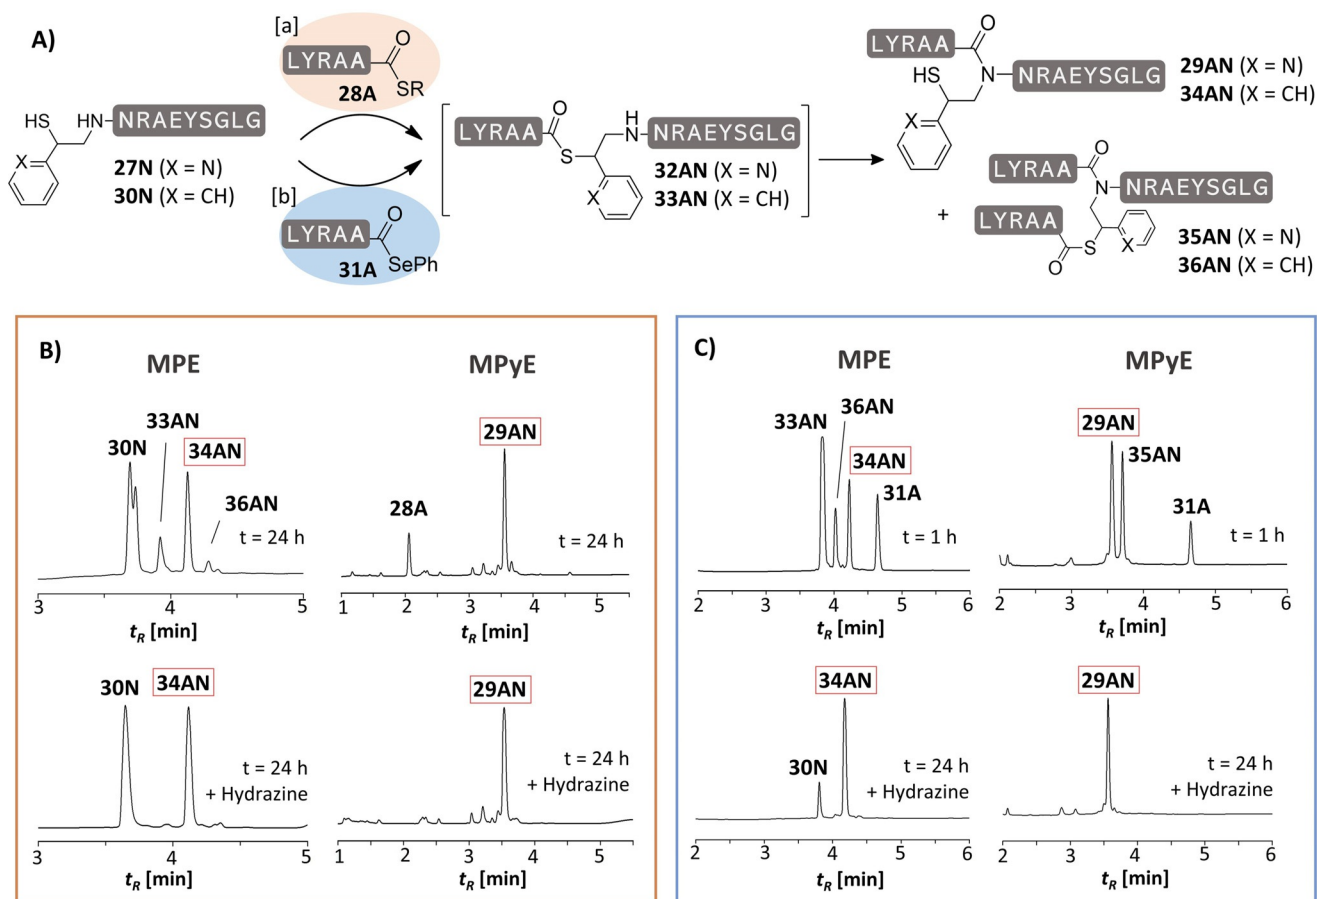 A)
[a]
LYRAA
O
SR
28A
HS
HN
NRAEYSGLG
X
27N (X = N)
30N (X = CH)
[b]
LYRAA
O
SePh
31A
LYRAA
O
S
H
N
NRAEYSGLG
X
32AN (X = N)
33AN (X = CH)
LYRAA
O
HS
N
NRAEYSGLG
X
29AN (X = N)
34AN (X = CH)
+
LYRAA
O
N
NRAEYSGLG
LYRAA
O
S
X
35AN (X = N)
36AN (X = CH)
B)
MPE
MPyE
33AN
30N
34AN
36AN
t = 24 h
3 4 5
tR [min]
29AN
28A
t = 24 h
1 2 3 4 5
tR [min]
30N
34AN
t = 24 h
+ Hydrazine
3 4 5
tR [min]
29AN
t = 24 h
+ Hydrazine
1 2 3 4 5
tR [min]
C)
MPE
MPyE
33AN
36AN
34AN
31A
t = 1 h
2 3 4 5 6
tR [min]
29AN
35AN
31A
t = 1 h
2 3 4 5 6
tR [min]
34AN
30N
t = 24 h
+ Hydrazine
2 3 4 5 6
tR [min]
29AN
t = 24 h
+ Hydrazine
2 3 4 5 6
tR [min]